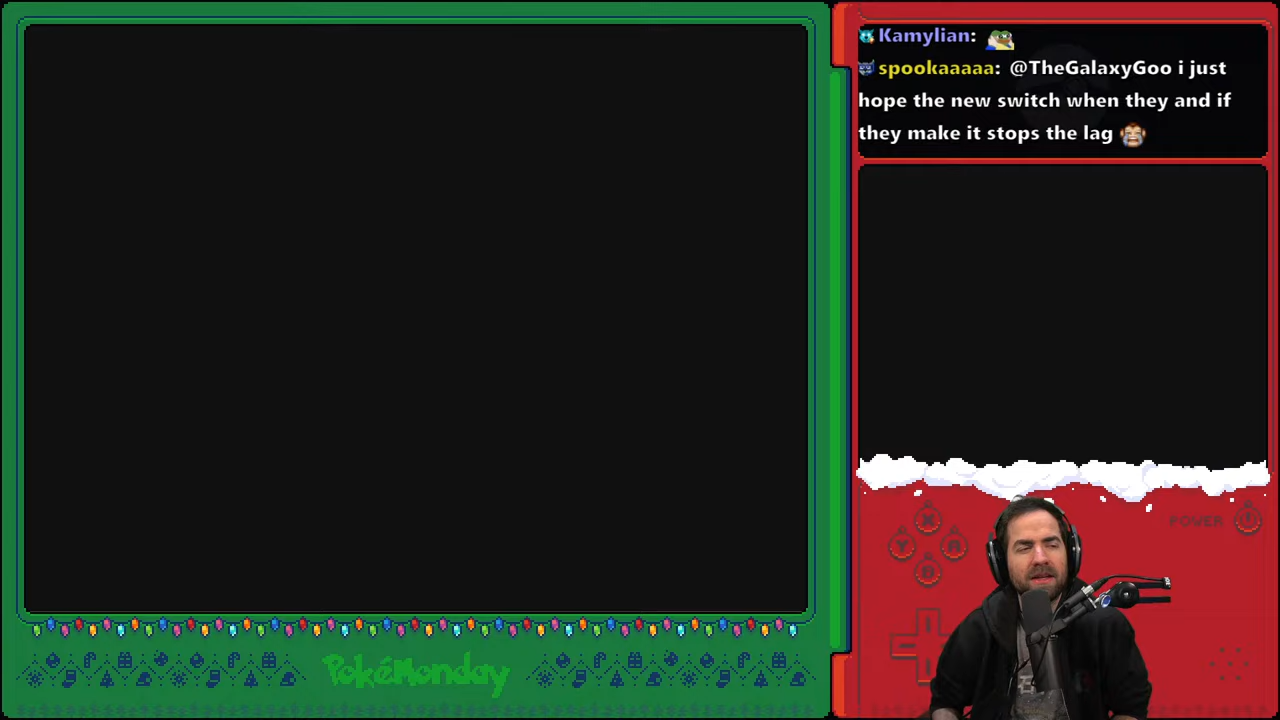 Kamylian:
spookaaaaa: @TheGalaxyGoo i just
hope the new switch when they and if
they make it stops the lag
X
Y
A
B
POWER
PokéMonday